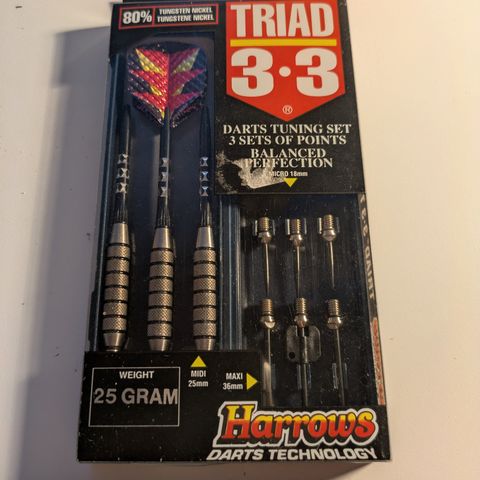 80%
TUNGSTEN NICKEL
TUNGSTENE NICKEL
TRIAD
3·3
®
DARTS TUNING SET
3 SETS OF POINTS
BALANCED
PERFECTION
MICRO 18mm
MIDI
25mm
MAXI
36mm
WEIGHT
25 GRAM
Harrows
DARTS TECHNOLOGY